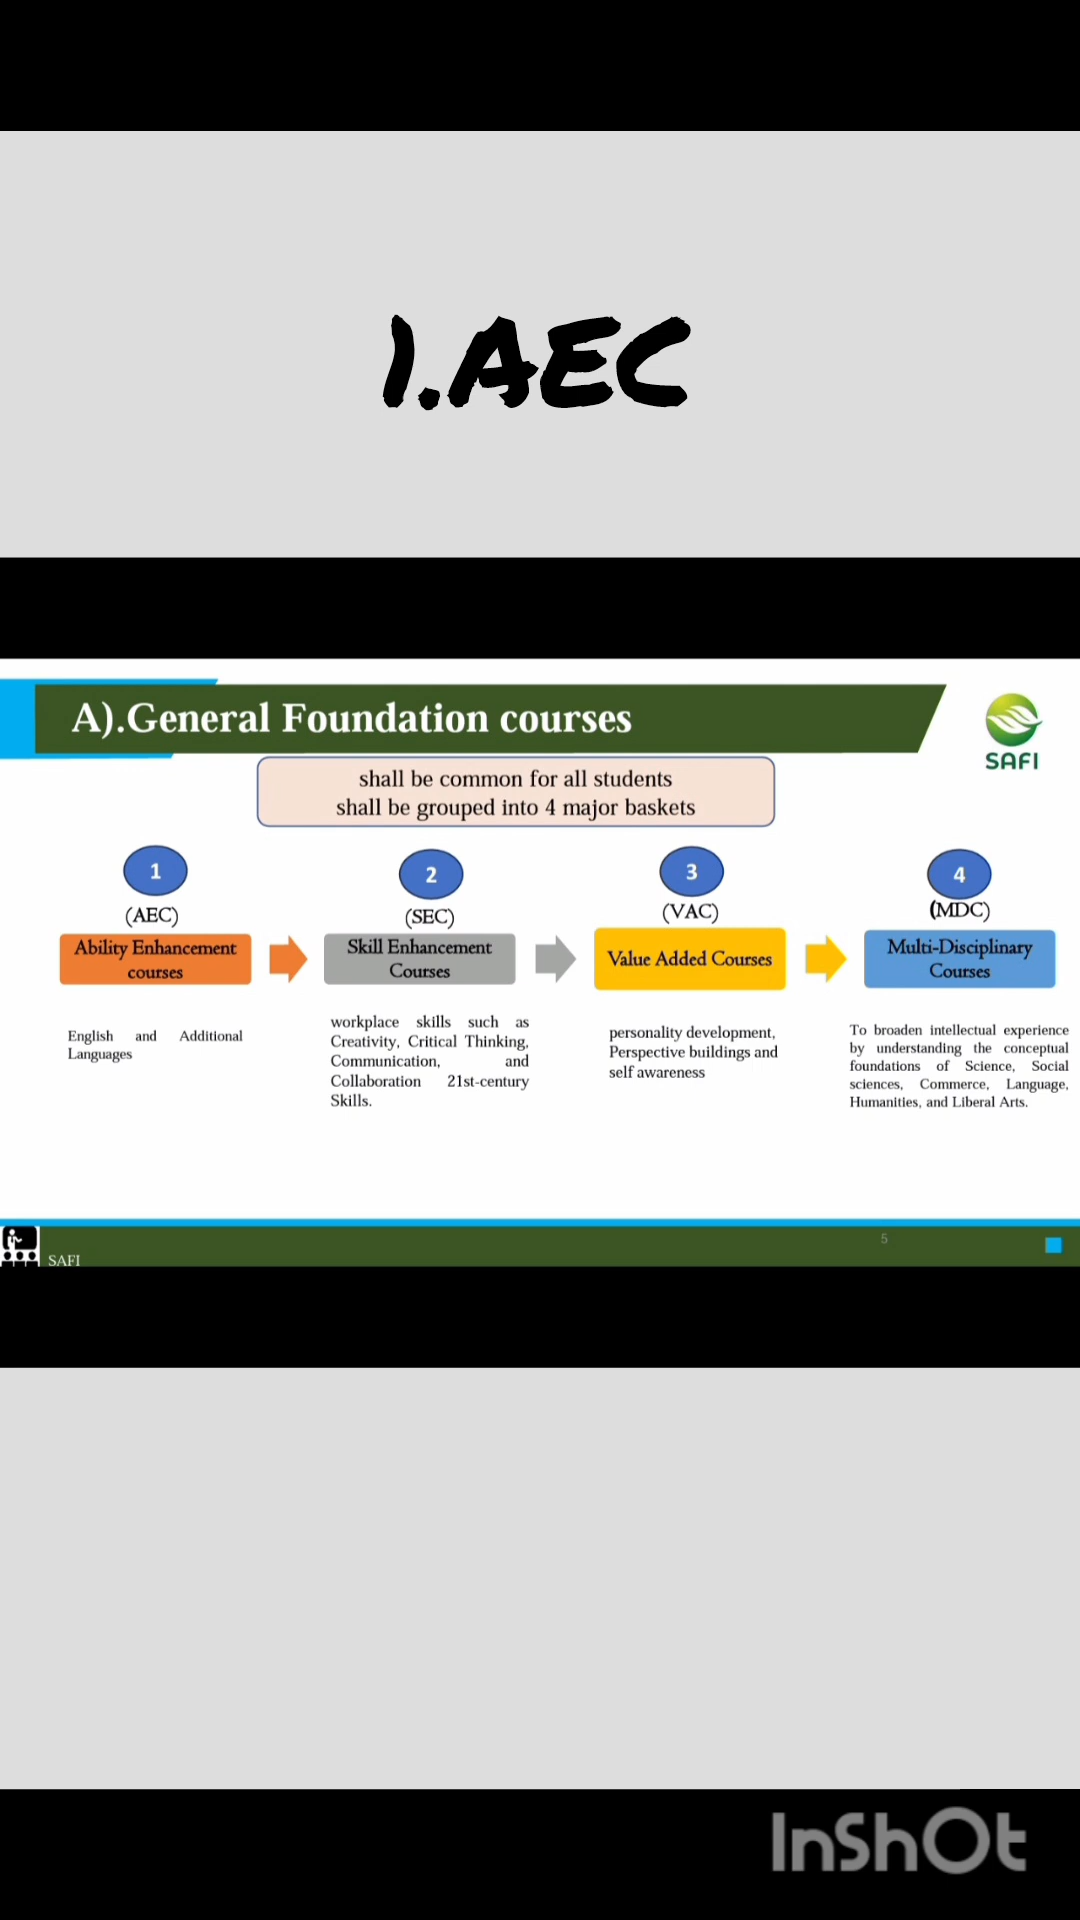 1.AEC
A).General Foundation courses
SAFI
shall be common for all students
shall be grouped into 4 major baskets
1
(AEC)
Ability Enhancement
courses
English and Additional
Languages
2
(SEC)
Skill Enhancement
Courses
workplace skills such as
Creativity, Critical Thinking,
Communication, and
Collaboration 21st-century
Skills.
3
(VAC)
Value Added Courses
personality development,
Perspective buildings and
self awareness
4
(MDC)
Multi-Disciplinary
Courses
To broaden intellectual experience
by understanding the conceptual
foundations of Science, Social
sciences, Commerce, Language,
Humanities, and Liberal Arts.
SAFI
5
InShOt